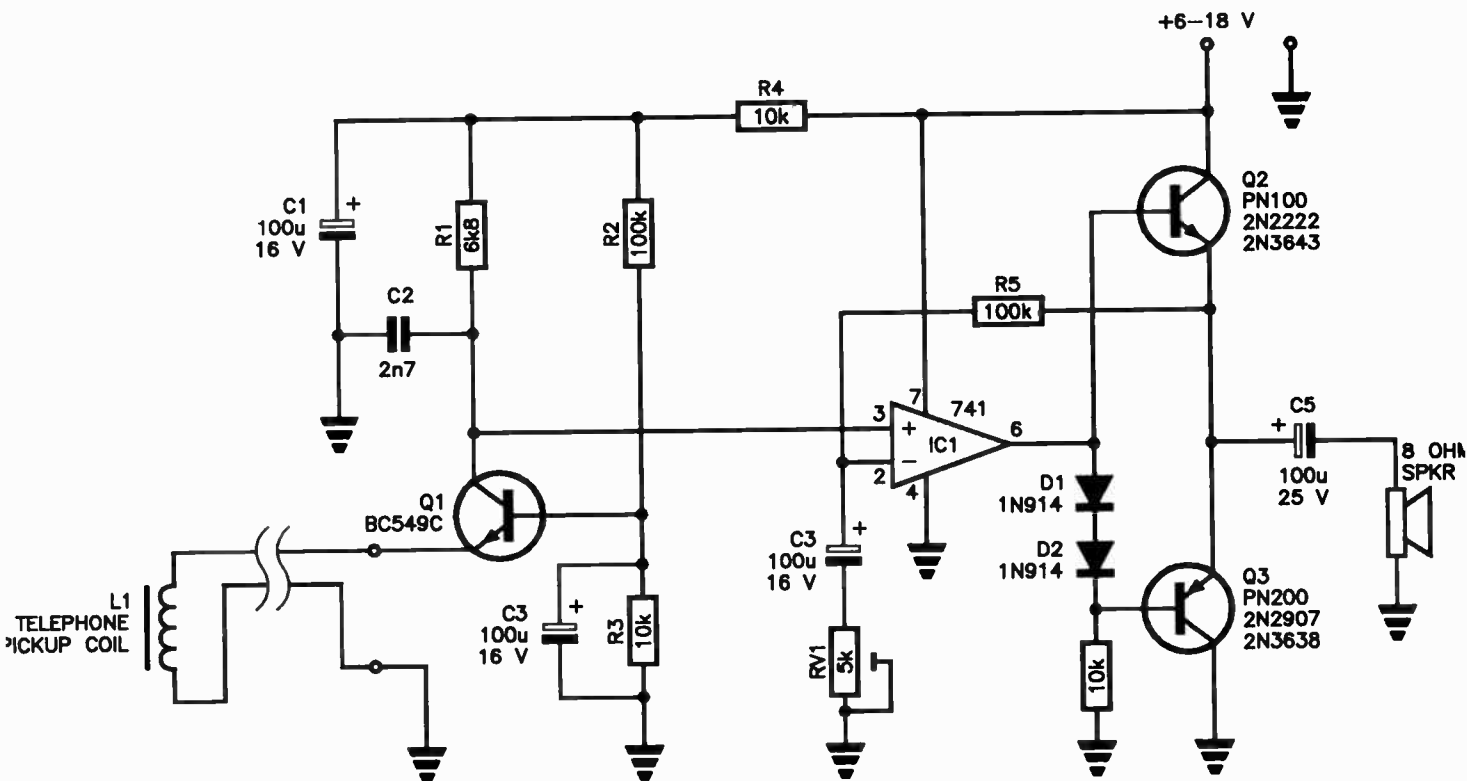 +6–18 V
R4
10k
C1
+
100u
16 V
R1
6k8
R2
100k
Q2
PN100
2N2222
2N3643
C2
2n7
R5
100k
7
741
3
+
IC1
6
−
2
4
+
C5
100u
25 V
8 OHM
SPKR
Q1
BC549C
D1
1N914
D2
1N914
C3
+
100u
16 V
L1
TELEPHONE
PICKUP COIL
C3
+
100u
16 V
R3
10k
RV1
5k
10k
Q3
PN200
2N2907
2N3638